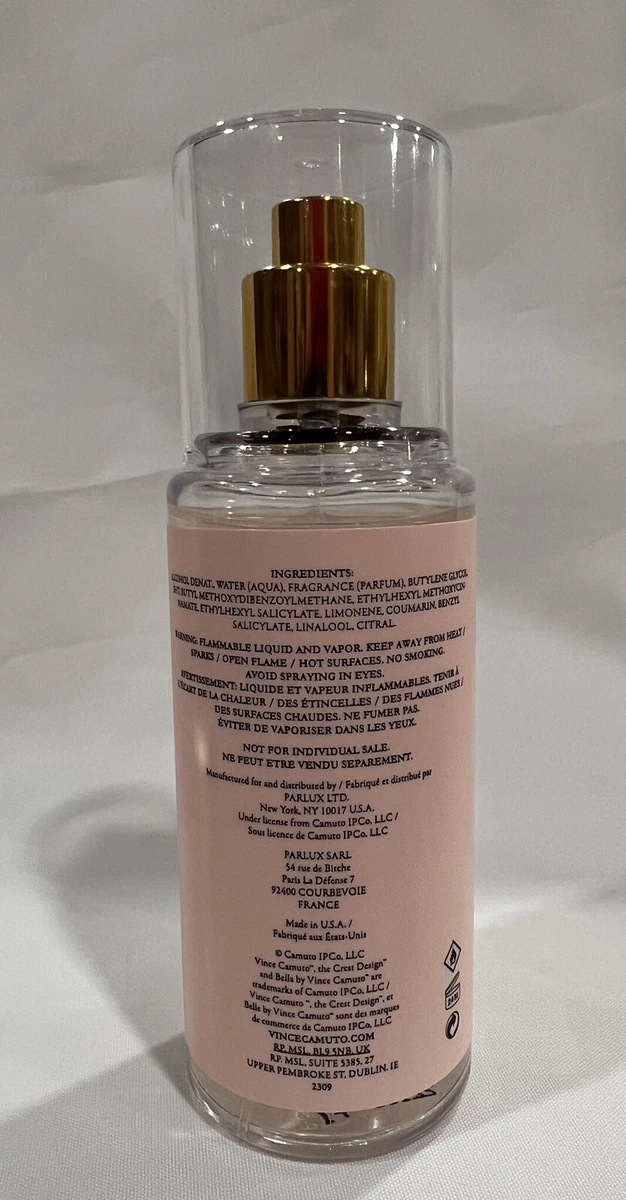 INGREDIENTS:
ALCOHOL DENAT., WATER (AQUA), FRAGRANCE (PARFUM), BUTYLENE GLYCOL,
BHT, BUTYL METHOXYDIBENZOYLMETHANE, ETHYLHEXYL METHOXYCIN-
NAMATE, ETHYLHEXYL SALICYLATE, LIMONENE, COUMARIN, BENZYL
SALICYLATE, LINALOOL, CITRAL.
WARNING: FLAMMABLE LIQUID AND VAPOR. KEEP AWAY FROM HEAT /
SPARKS / OPEN FLAME / HOT SURFACES. NO SMOKING.
AVOID SPRAYING IN EYES.
AVERTISSEMENT: LIQUIDE ET VAPEUR INFLAMMABLES. TENIR À
L'ÉCART DE LA CHALEUR / DES ÉTINCELLES / DES FLAMMES NUES /
DES SURFACES CHAUDES. NE FUMER PAS.
ÉVITER DE VAPORISER DANS LES YEUX.
NOT FOR INDIVIDUAL SALE.
NE PEUT ETRE VENDU SEPAREMENT.
Manufactured for and distributed by / Fabriqué et distribué par
PARLUX LTD.
New York, NY 10017 U.S.A.
Under license from Camuto IPCo, LLC /
Sous licence de Camuto IPCo, LLC
PARLUX SARL
54 rue de Bitche
Paris La Défense 7
92400 COURBEVOIE
FRANCE
Made in U.S.A. /
Fabriqué aux États-Unis
© Camuto IPCo, LLC
Vince Camuto™, the Crest Design™
and Bella by Vince Camuto™ are
trademarks of Camuto IPCo, LLC /
Vince Camuto ™, the Crest Design™, et
Belle by Vince Camuto™ sont des marques
de commerce de Camuto IPCo, LLC
VINCECAMUTO.COM
RP, MSL, BL9 5NB, UK
RP, MSL, SUITE 5385, 27
UPPER PEMBROKE ST, DUBLIN, IE
2309
24M